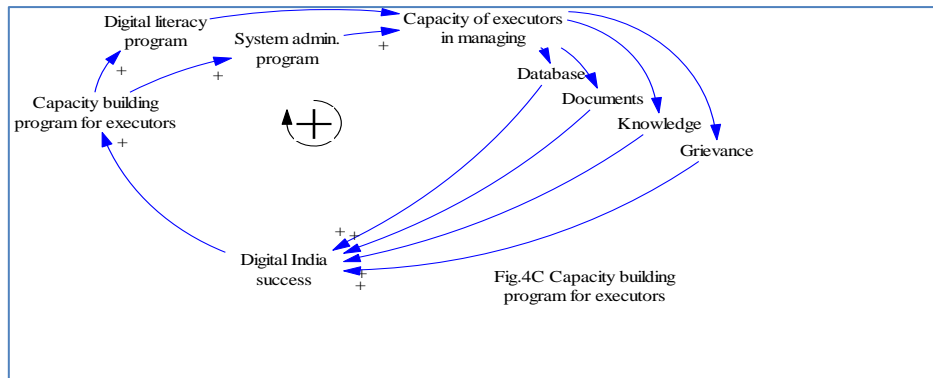 Digital literacy
program
Capacity of executors
in managing
System admin.
program
+
+
+
Database
Documents
Capacity building
program for executors
+
Knowledge
Grievance
+
+ +
Digital India
success
+
+
Fig.4C Capacity building
program for executors